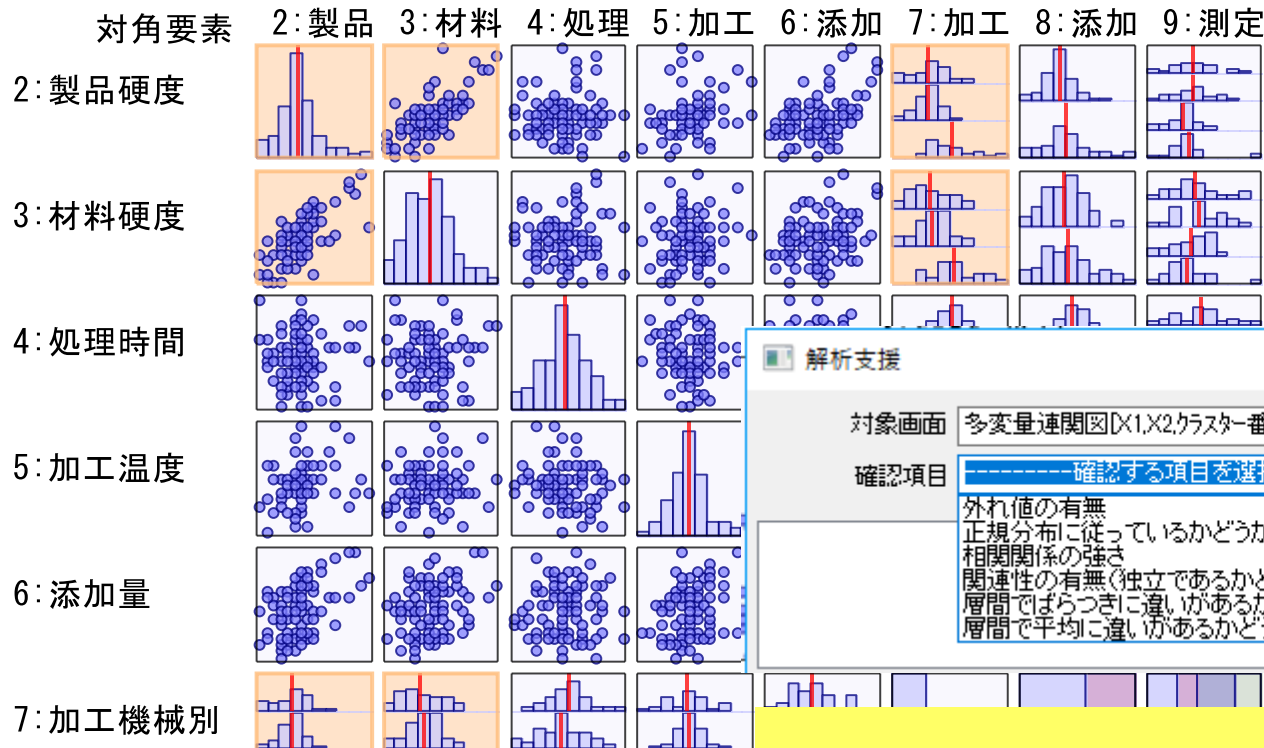 対角要素 2:製品 3:材料 4:処理 5:加工 6:添加 7:加工 8:添加 9:測定
2:製品硬度
3:材料硬度
4:処理時間
5:加工温度
6:添加量
7:加工機械別
解析支援
対象画面 多変量連関図[X1,X2,クラスター番
確認項目 ---------確認する項目を選択
外れ値の有無
正規分布に従っているかどうか
相関関係の強さ
関連性の有無(独立であるかど
層間でばらつきに違いがあるか
層間で平均に違いがあるかどう